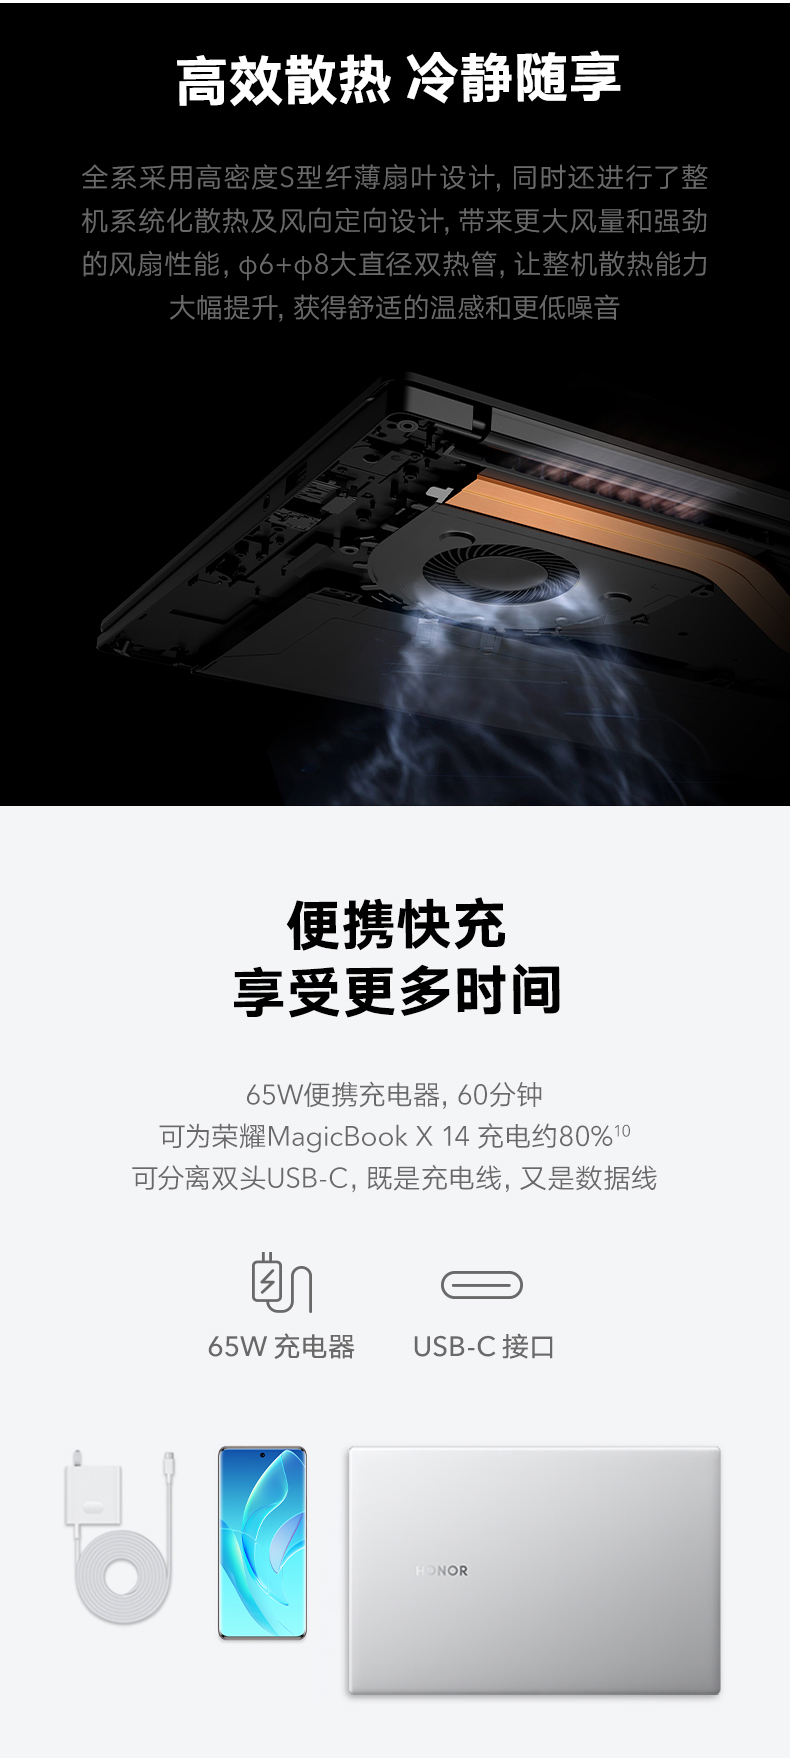 高效散热 冷静随享
全系采用高密度S型纤薄扇叶设计, 同时还进行了整
机系统化散热及风向定向设计, 带来更大风量和强劲
的风扇性能, φ6+φ8大直径双热管, 让整机散热能力
大幅提升, 获得舒适的温感和更低噪音
便携快充
享受更多时间
65W便携充电器, 60分钟
可为荣耀MagicBook X 14 充电约80%¹⁰
可分离双头USB-C, 既是充电线, 又是数据线
65W 充电器
USB-C 接口
HONOR